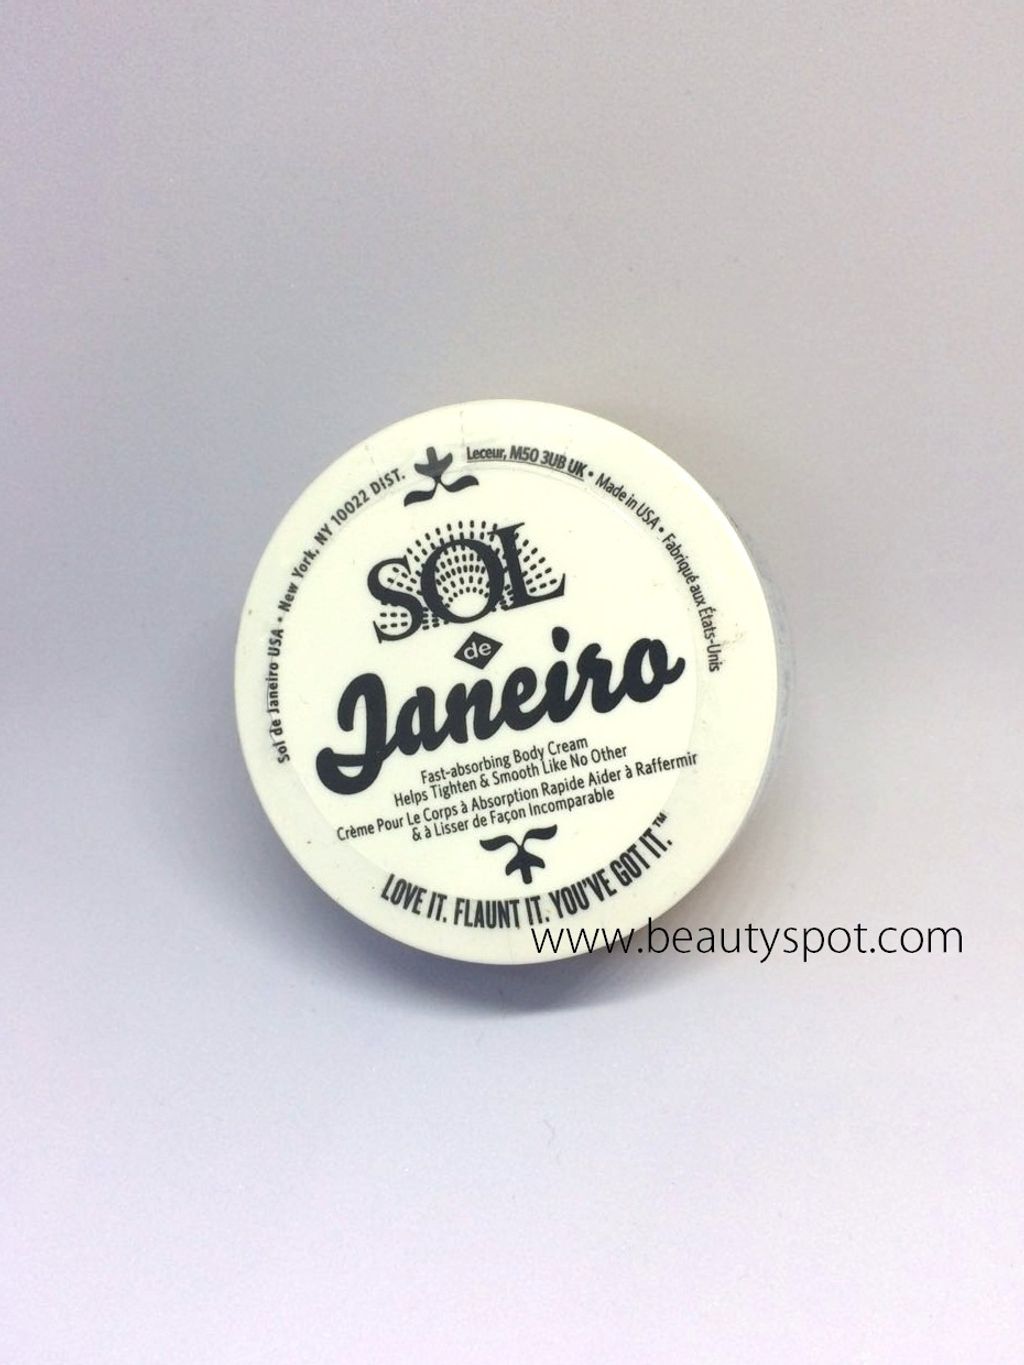 Sol de Janeiro USA • New York, NY 10022 DIST.
Leceur, M50 3UB UK • Made in USA • Fabriqué aux États-Unis
SOL
de
Janeiro
Fast-absorbing Body Cream
Helps Tighten & Smooth Like No Other
Crème Pour Le Corps à Absorption Rapide Aider à Raffermir
& à Lisser de Façon Incomparable
LOVE IT. FLAUNT IT. YOU'VE GOT IT.™
www.beautyspot.com